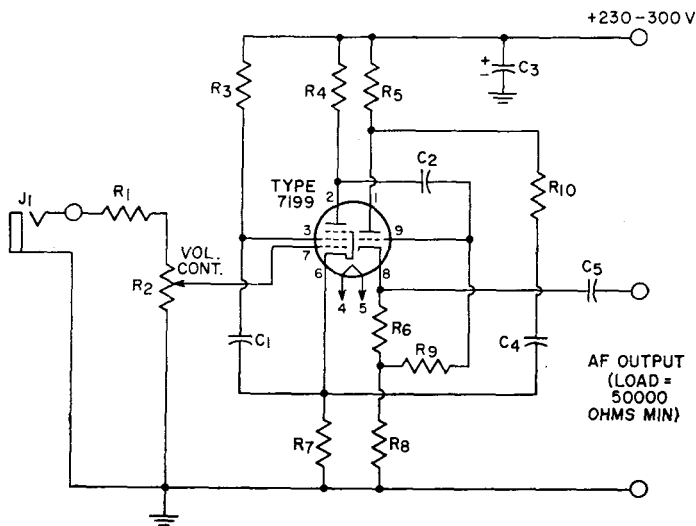 +230-300 V
+
-
C3
R3
R4
R5
C2
R10
TYPE
7199
2
1
J1
R1
3
9
7
VOL.
CONT.
6
8
R2
4
5
C5
R6
C1
R9
C4
AF OUTPUT
(LOAD =
50000
OHMS MIN)
R7
R8